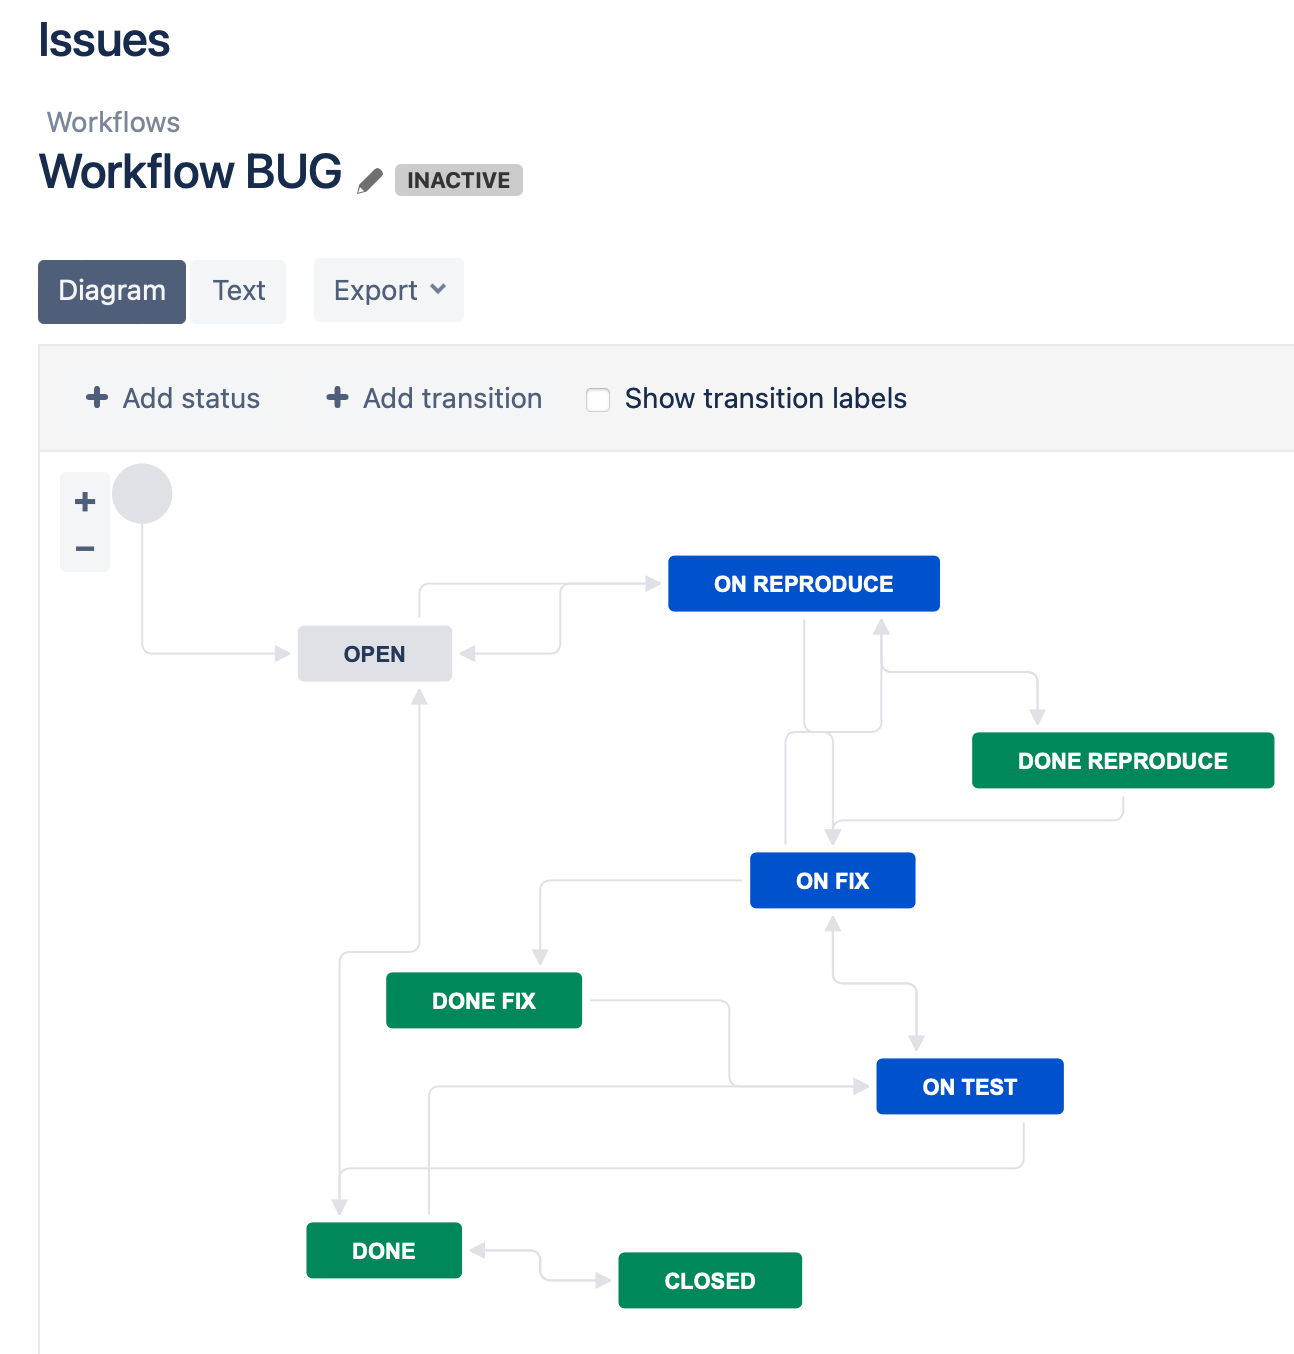 Issues
Workflows
Workflow BUG INACTIVE
Diagram Text Export
Add status Add transition Show transition labels
ON REPRODUCE
OPEN
DONE REPRODUCE
ON FIX
DONE FIX
ON TEST
DONE
CLOSED